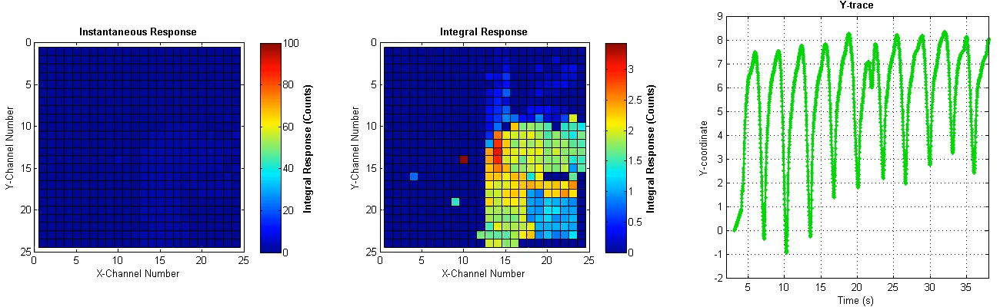 Instantaneous Response
0
5
10
15
20
25
Y-Channel Number
0 5 10 15 20 25
X-Channel Number
100
80
60
40
20
0
Integral Response (Counts)
Integral Response
0
5
10
15
20
25
Y-Channel Number
0 5 10 15 20 25
X-Channel Number
3
2.5
2
1.5
1
0.5
0
Integral Response (Counts)
Y-trace
9
8
7
6
5
4
3
2
1
0
-1
-2
Y-coordinate
5 10 15 20 25 30 35
Time (s)